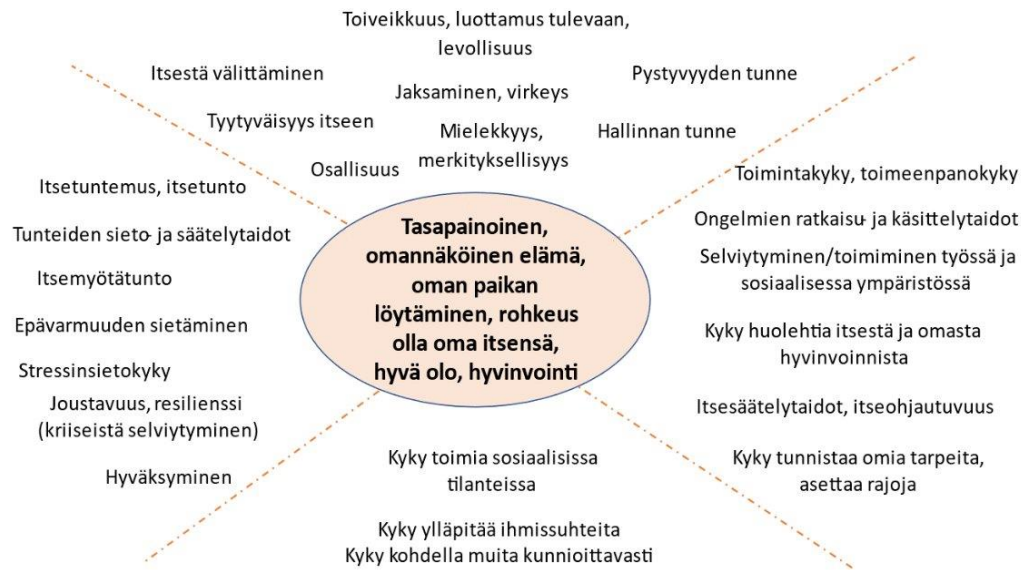 Toiveikkuus, luottamus tulevaan,
levollisuus
Itsestä välittäminen
Pystyvyyden tunne
Jaksaminen, virkeys
Tyytyväisyys itseen
Mielekkyys,
merkityksellisyys
Hallinnan tunne
Osallisuus
Itsetuntemus, itsetunto
Tunteiden sieto- ja säätelytaidot
Itsemyötätunto
Epävarmuuden sietäminen
Stressinsietokyky
Joustavuus, resilienssi
(kriiseistä selviytyminen)
Hyväksyminen
Tasapainoinen,
omannäköinen elämä,
oman paikan
löytäminen, rohkeus
olla oma itsensä,
hyvä olo, hyvinvointi
Toimintakyky, toimeenpanokyky
Ongelmien ratkaisu- ja käsittelytaidot
Selviytyminen/toimiminen työssä ja
sosiaalisessa ympäristössä
Kyky huolehtia itsestä ja omasta
hyvinvoinnista
Itsesäätelytaidot, itseohjautuvuus
Kyky tunnistaa omia tarpeita,
asettaa rajoja
Kyky toimia sosiaalisissa
tilanteissa
Kyky ylläpitää ihmissuhteita
Kyky kohdella muita kunnioittavasti